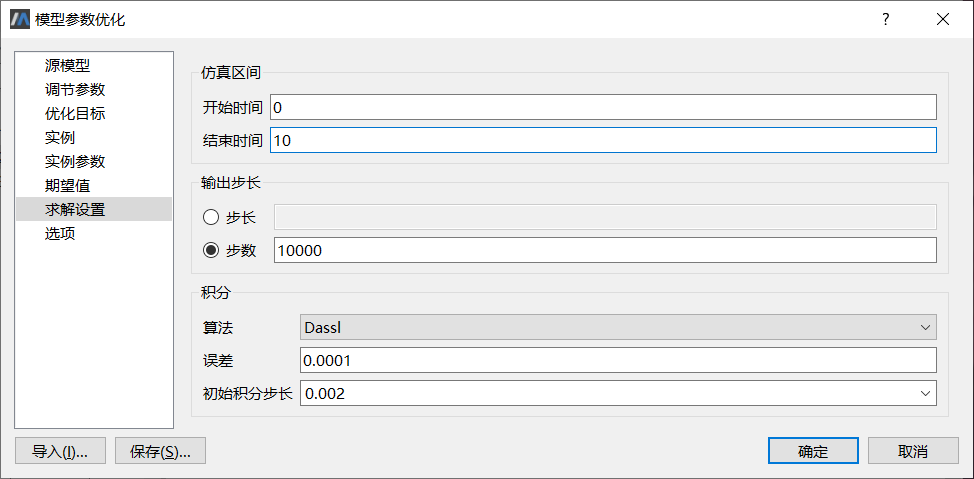 模型参数优化
?
源模型
调节参数
优化目标
实例
实例参数
期望值
求解设置
选项
仿真区间
开始时间 0
结束时间 10
输出步长
步长
步数 10000
积分
算法 Dassl
误差 0.0001
初始积分步长 0.002
导入(I)... 保存(S)... 确定 取消